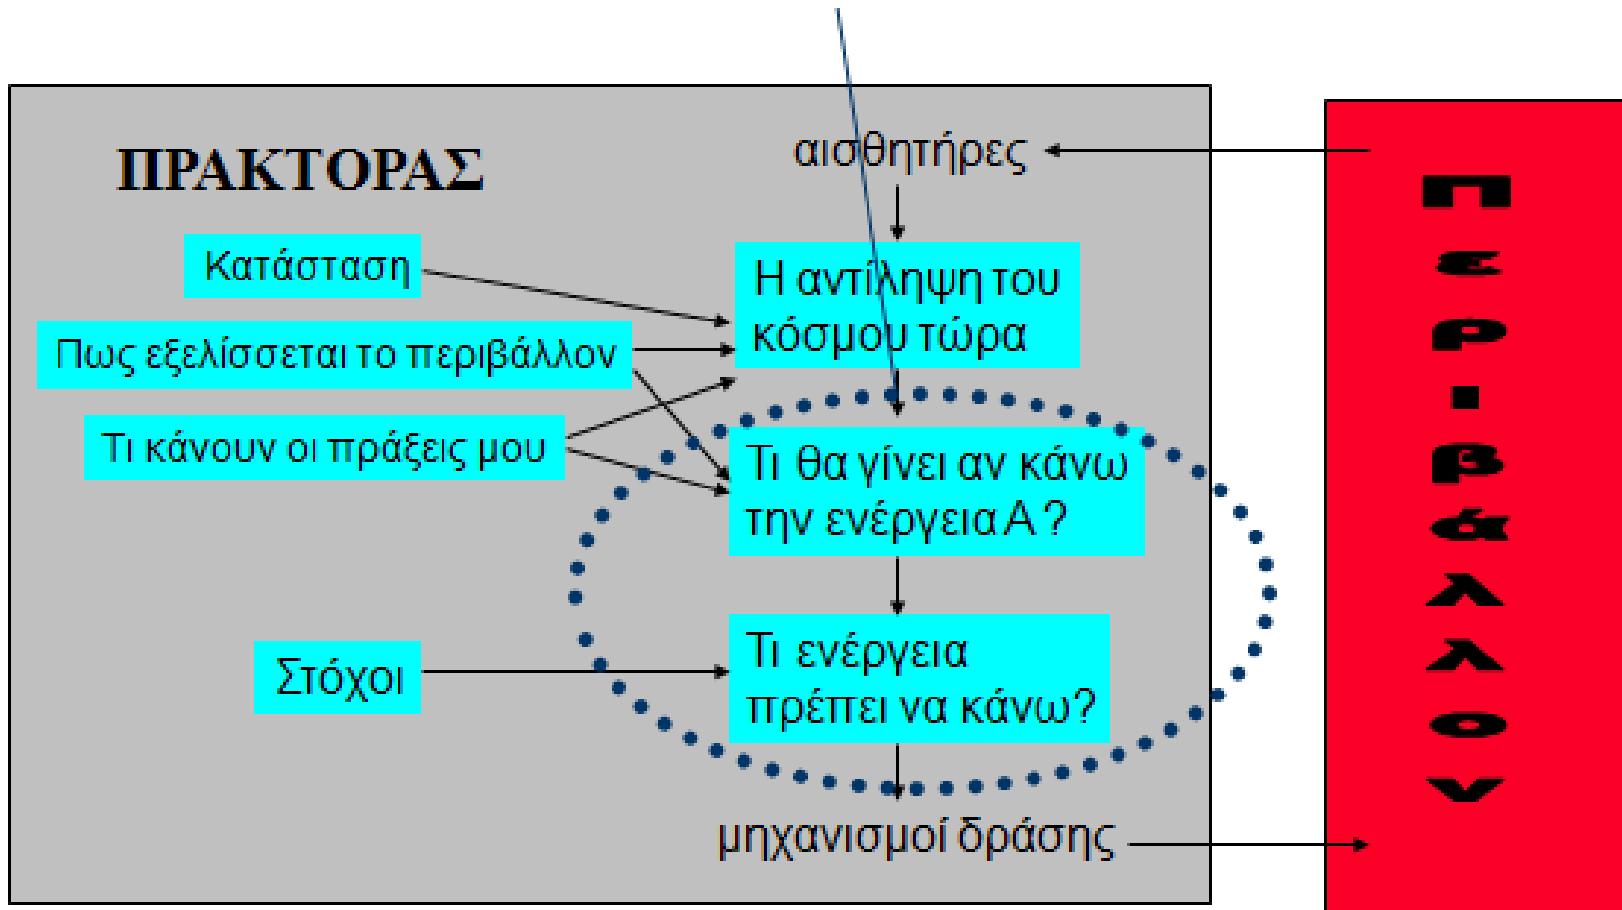 ΠΡΑΚΤΟΡΑΣ
αισθητήρες
Κατάσταση
Η αντίληψη του
κόσμου τώρα
Πως εξελίσσεται το περιβάλλον
Τι κάνουν οι πράξεις μου
Τι θα γίνει αν κάνω
την ενέργεια Α ?
Στόχοι
Τι ενέργεια
πρέπει να κάνω?
μηχανισμοί δράσης
Περιβάλλον